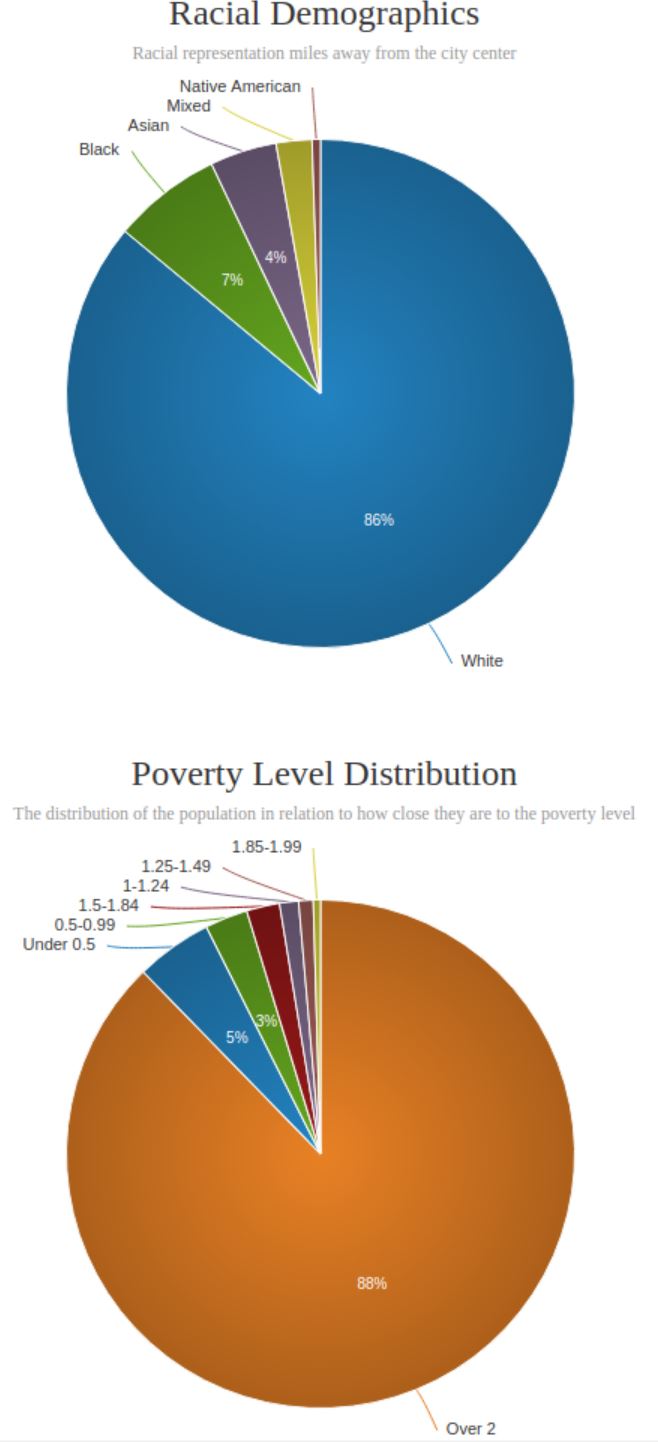 Racial Demographics
Racial representation miles away from the city center
Native American
Mixed
Asian
Black
4%
7%
86%
White
Poverty Level Distribution
The distribution of the population in relation to how close they are to the poverty level
1.85-1.99
1.25-1.49
1-1.24
1.5-1.84
0.5-0.99
Under 0.5
3%
5%
88%
Over 2